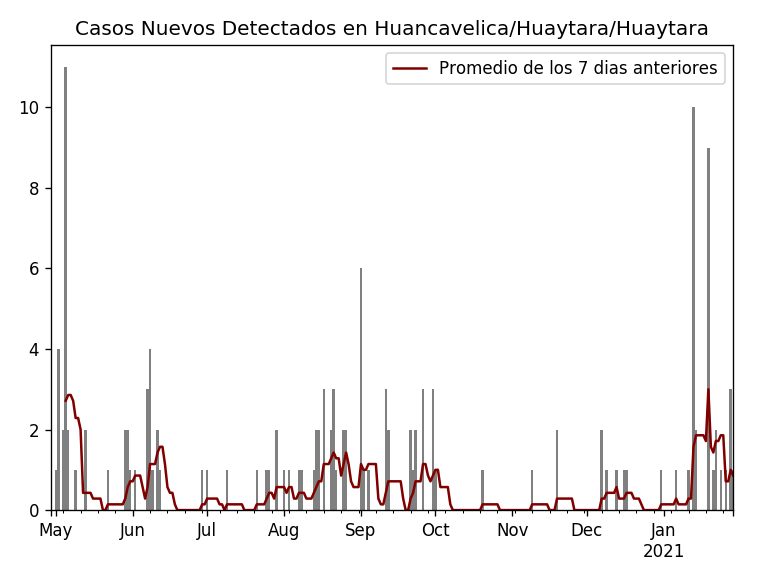 Casos Nuevos Detectados en Huancavelica/Huaytara/Huaytara
Promedio de los 7 dias anteriores
10
8
6
4
2
0
May Jun Jul Aug Sep Oct Nov Dec Jan
2021